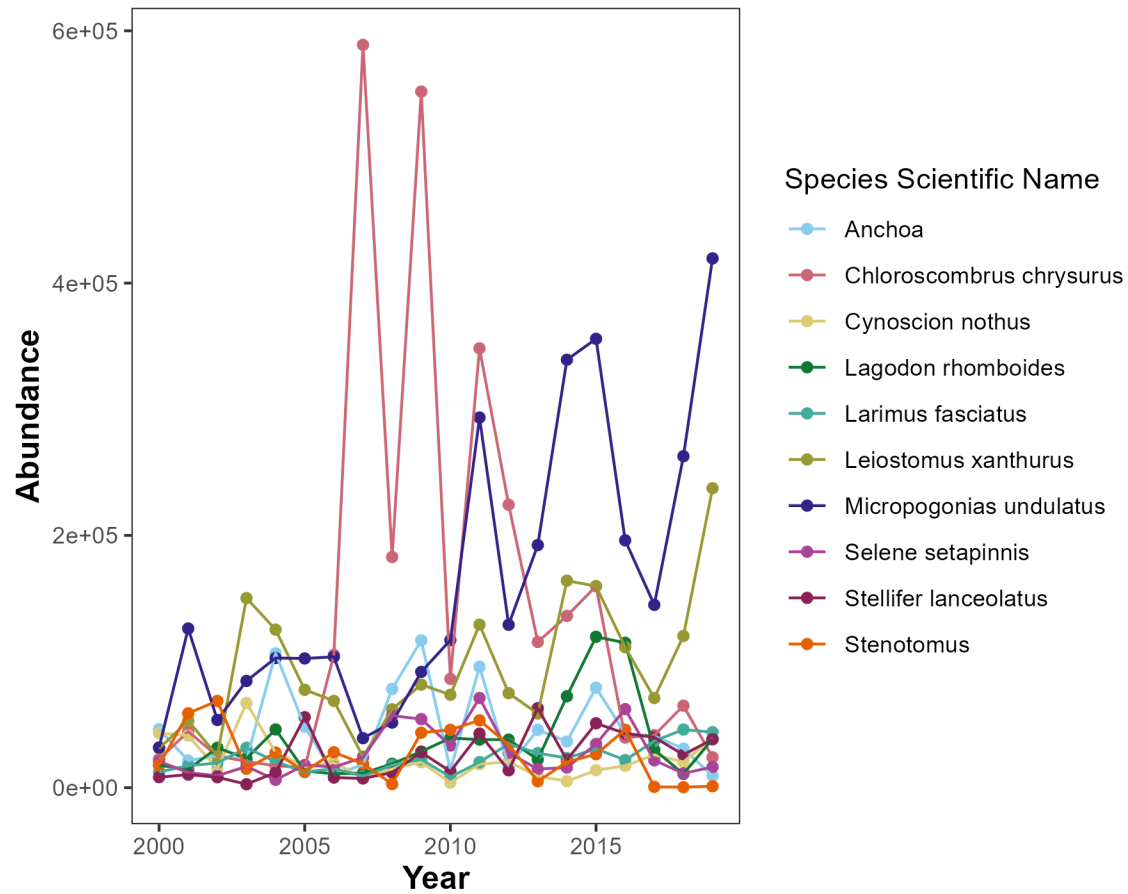 6e+05
4e+05
2e+05
0e+00
Abundance
2000
2005
2010
2015
Year
Species Scientific Name
Anchoa
Chloroscombrus chrysurus
Cynoscion nothus
Lagodon rhomboides
Larimus fasciatus
Leiostomus xanthurus
Micropogonias undulatus
Selene setapinnis
Stellifer lanceolatus
Stenotomus